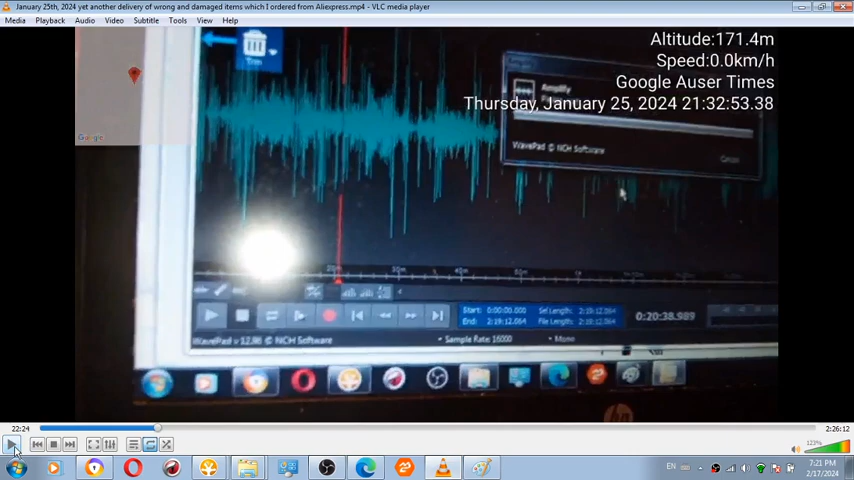 January 25th, 2024 yet another delivery of wrong and damaged items which I ordered from Aliexpress.mp4 - VLC media player
Media Playback Audio Video Subtitle Tools View Help
Altitude:171.4m
Speed:0.0km/h
Google Auser Times
Thursday, January 25, 2024 21:32:53.38
Trim
Amplify
Google
WavePad © NCH Software
Start: 0:00:00.000 Sel Length: 2:19:12.064
End: 2:19:12.064 File Length: 2:19:12.064
0:20:38.989
WavePad v 12.86 © NCH Software
Sample Rate 16000
Mono
hp
22:24
2:26:12
123%
EN
7:21 PM
2/17/2024